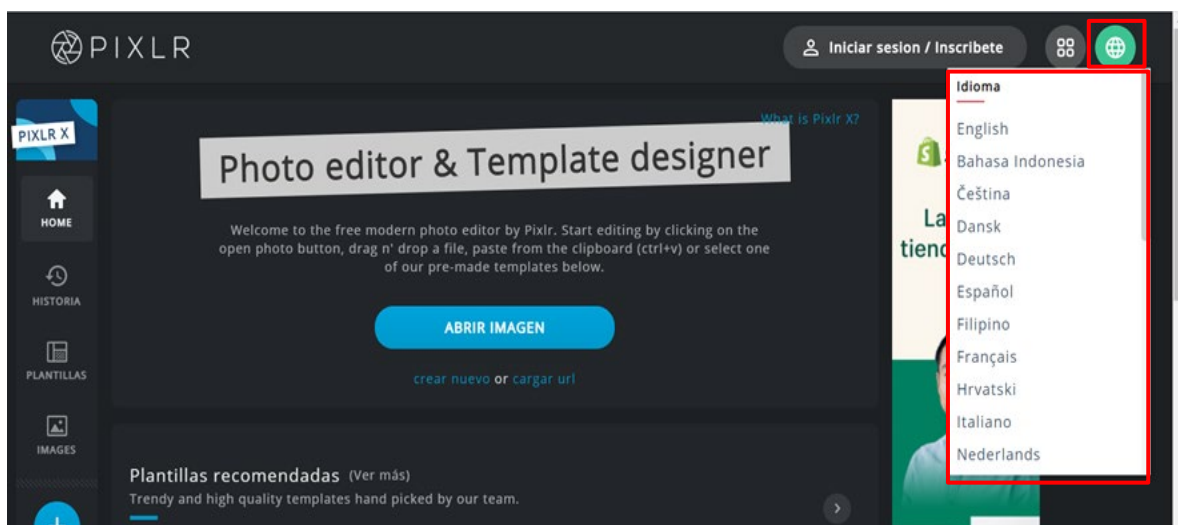 PIXLR
Iniciar sesion / Inscribete
Idioma
English
Bahasa Indonesia
Čeština
Dansk
Deutsch
Español
Filipino
Français
Hrvatski
Italiano
Nederlands
PIXLR X
HOME
HISTORIA
PLANTILLAS
IMAGES
What is Pixlr X?
Photo editor & Template designer
Welcome to the free modern photo editor by Pixlr. Start editing by clicking on the
open photo button, drag n' drop a file, paste from the clipboard (ctrl+v) or select one
of our pre-made templates below.
ABRIR IMAGEN
crear nuevo or cargar url
Plantillas recomendadas (Ver más)
Trendy and high quality templates hand picked by our team.
La